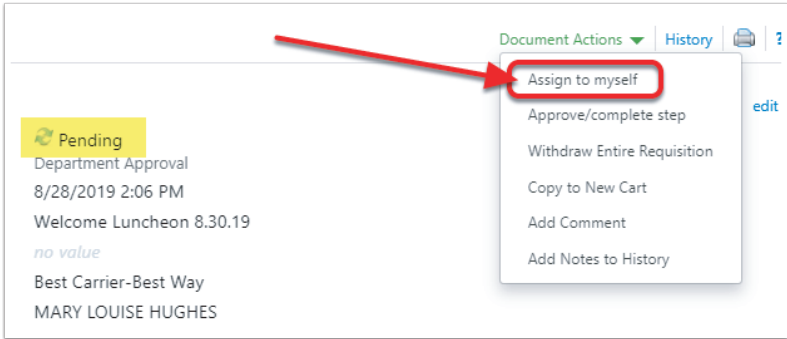 Document Actions History ?
Assign to myself
edit
Approve/complete step
Pending
Department Approval
Withdraw Entire Requisition
8/28/2019 2:06 PM
Copy to New Cart
Welcome Luncheon 8.30.19
Add Comment
no value
Add Notes to History
Best Carrier-Best Way
MARY LOUISE HUGHES